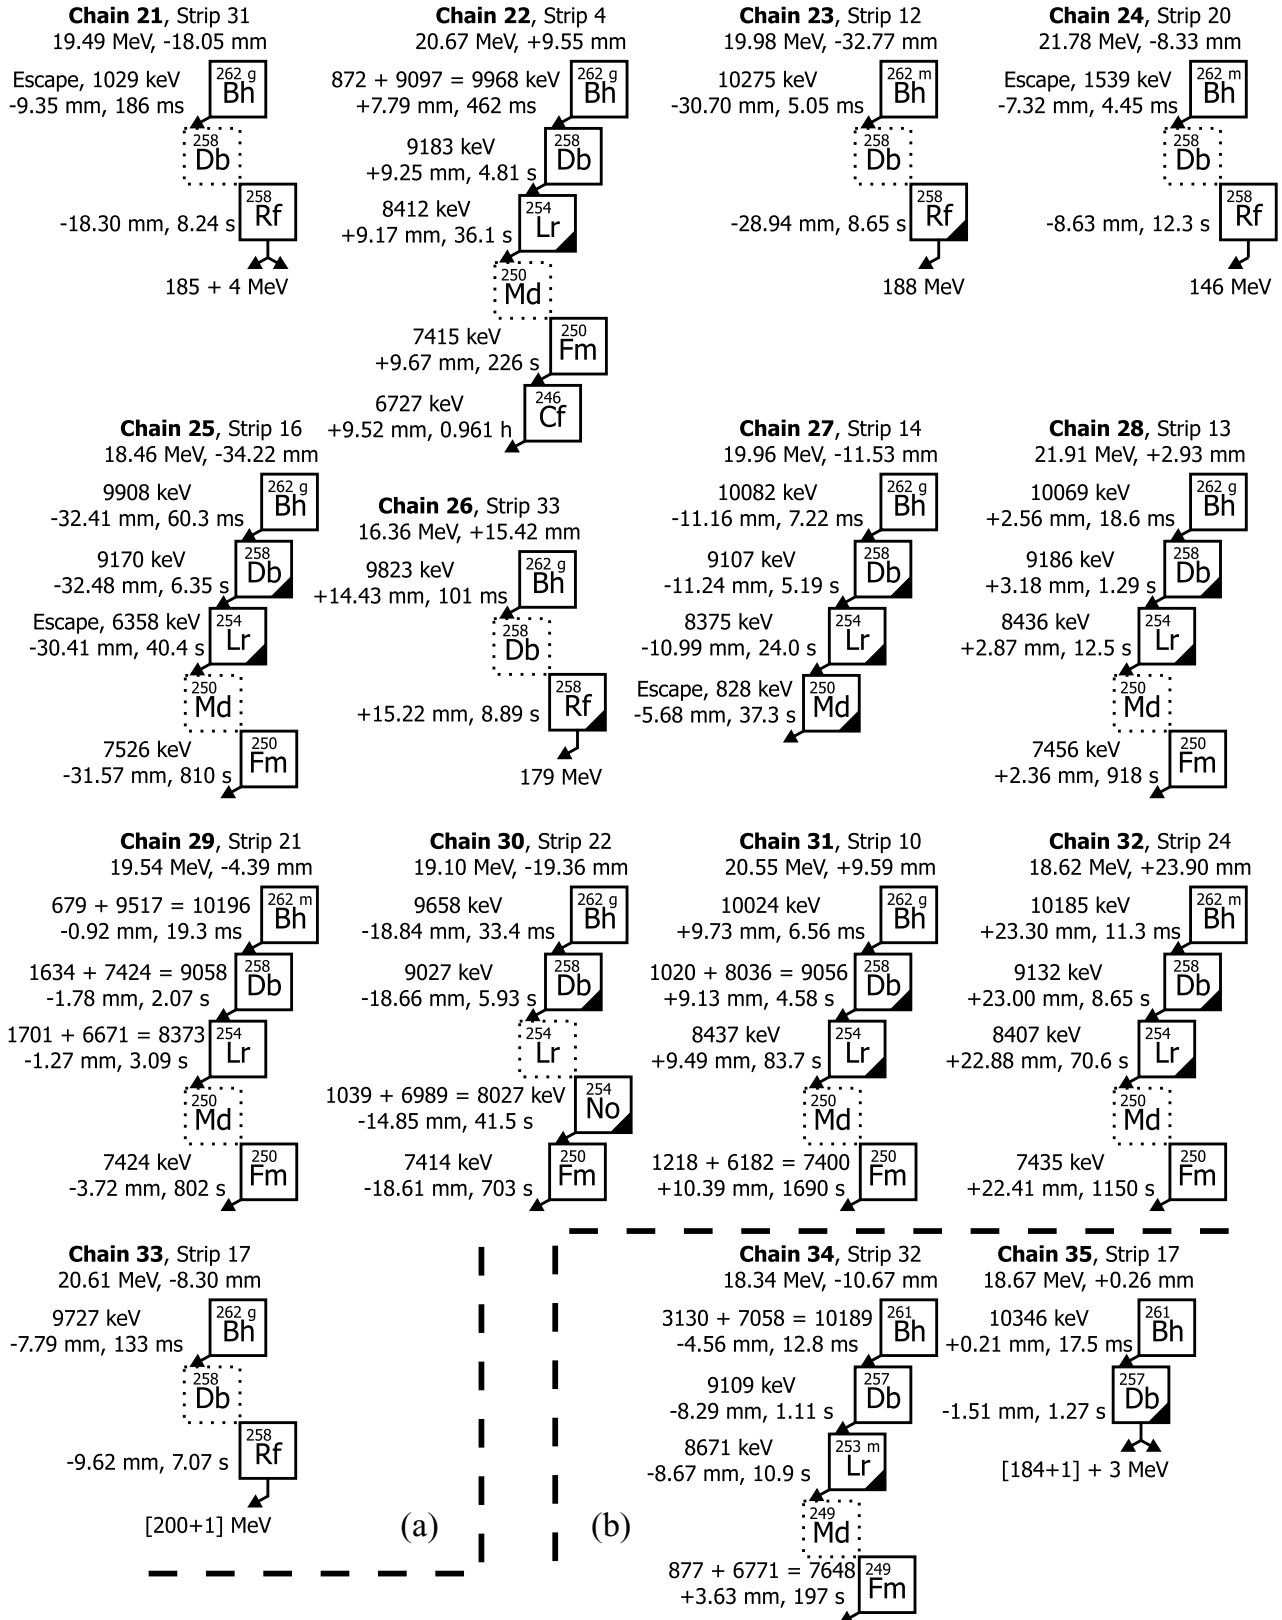 Chain 21, Strip 31
19.49 MeV, -18.05 mm
Escape, 1029 keV
-9.35 mm, 186 ms
262 g
Bh
258
Db
-18.30 mm, 8.24 s
258
Rf
185 + 4 MeV
Chain 22, Strip 4
20.67 MeV, +9.55 mm
872 + 9097 = 9968 keV
+7.79 mm, 462 ms
262 g
Bh
9183 keV
+9.25 mm, 4.81 s
258
Db
8412 keV
+9.17 mm, 36.1 s
254
Lr
250
Md
7415 keV
+9.67 mm, 226 s
250
Fm
6727 keV
+9.52 mm, 0.961 h
246
Cf
Chain 23, Strip 12
19.98 MeV, -32.77 mm
10275 keV
-30.70 mm, 5.05 ms
262 m
Bh
258
Db
-28.94 mm, 8.65 s
258
Rf
188 MeV
Chain 24, Strip 20
21.78 MeV, -8.33 mm
Escape, 1539 keV
-7.32 mm, 4.45 ms
262 m
Bh
258
Db
-8.63 mm, 12.3 s
258
Rf
146 MeV
Chain 25, Strip 16
18.46 MeV, -34.22 mm
9908 keV
-32.41 mm, 60.3 ms
262 g
Bh
9170 keV
-32.48 mm, 6.35 s
258
Db
Escape, 6358 keV
-30.41 mm, 40.4 s
254
Lr
250
Md
7526 keV
-31.57 mm, 810 s
250
Fm
Chain 26, Strip 33
16.36 MeV, +15.42 mm
9823 keV
+14.43 mm, 101 ms
262 g
Bh
258
Db
+15.22 mm, 8.89 s
258
Rf
179 MeV
Chain 27, Strip 14
19.96 MeV, -11.53 mm
10082 keV
-11.16 mm, 7.22 ms
262 g
Bh
9107 keV
-11.24 mm, 5.19 s
258
Db
8375 keV
-10.99 mm, 24.0 s
254
Lr
Escape, 828 keV
-5.68 mm, 37.3 s
250
Md
Chain 28, Strip 13
21.91 MeV, +2.93 mm
10069 keV
+2.56 mm, 18.6 ms
262 g
Bh
9186 keV
+3.18 mm, 1.29 s
258
Db
8436 keV
+2.87 mm, 12.5 s
254
Lr
250
Md
7456 keV
+2.36 mm, 918 s
250
Fm
Chain 29, Strip 21
19.54 MeV, -4.39 mm
679 + 9517 = 10196
-0.92 mm, 19.3 ms
262 m
Bh
1634 + 7424 = 9058
-1.78 mm, 2.07 s
258
Db
1701 + 6671 = 8373
-1.27 mm, 3.09 s
254
Lr
250
Md
7424 keV
-3.72 mm, 802 s
250
Fm
Chain 30, Strip 22
19.10 MeV, -19.36 mm
9658 keV
-18.84 mm, 33.4 ms
262 g
Bh
9027 keV
-18.66 mm, 5.93 s
258
Db
254
Lr
1039 + 6989 = 8027 keV
-14.85 mm, 41.5 s
254
No
7414 keV
-18.61 mm, 703 s
250
Fm
Chain 31, Strip 10
20.55 MeV, +9.59 mm
10024 keV
+9.73 mm, 6.56 ms
262 g
Bh
1020 + 8036 = 9056
+9.13 mm, 4.58 s
258
Db
8437 keV
+9.49 mm, 83.7 s
254
Lr
250
Md
1218 + 6182 = 7400
+10.39 mm, 1690 s
250
Fm
Chain 32, Strip 24
18.62 MeV, +23.90 mm
10185 keV
+23.30 mm, 11.3 ms
262 m
Bh
9132 keV
+23.00 mm, 8.65 s
258
Db
8407 keV
+22.88 mm, 70.6 s
254
Lr
250
Md
7435 keV
+22.41 mm, 1150 s
250
Fm
Chain 33, Strip 17
20.61 MeV, -8.30 mm
9727 keV
-7.79 mm, 133 ms
262 g
Bh
258
Db
-9.62 mm, 7.07 s
258
Rf
[200+1] MeV
(a)
(b)
Chain 34, Strip 32
18.34 MeV, -10.67 mm
3130 + 7058 = 10189
-4.56 mm, 12.8 ms
261
Bh
9109 keV
-8.29 mm, 1.11 s
257
Db
8671 keV
-8.67 mm, 10.9 s
253 m
Lr
249
Md
877 + 6771 = 7648
+3.63 mm, 197 s
249
Fm
Chain 35, Strip 17
18.67 MeV, +0.26 mm
10346 keV
+0.21 mm, 17.5 ms
261
Bh
257
Db
-1.51 mm, 1.27 s
[184+1] + 3 MeV